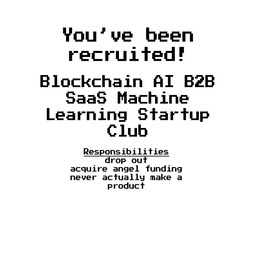 You've been
recruited!
Blockchain AI B2B
SaaS Machine
Learning Startup
Club
Responsibilities
drop out
acquire angel funding
never actually make a
product